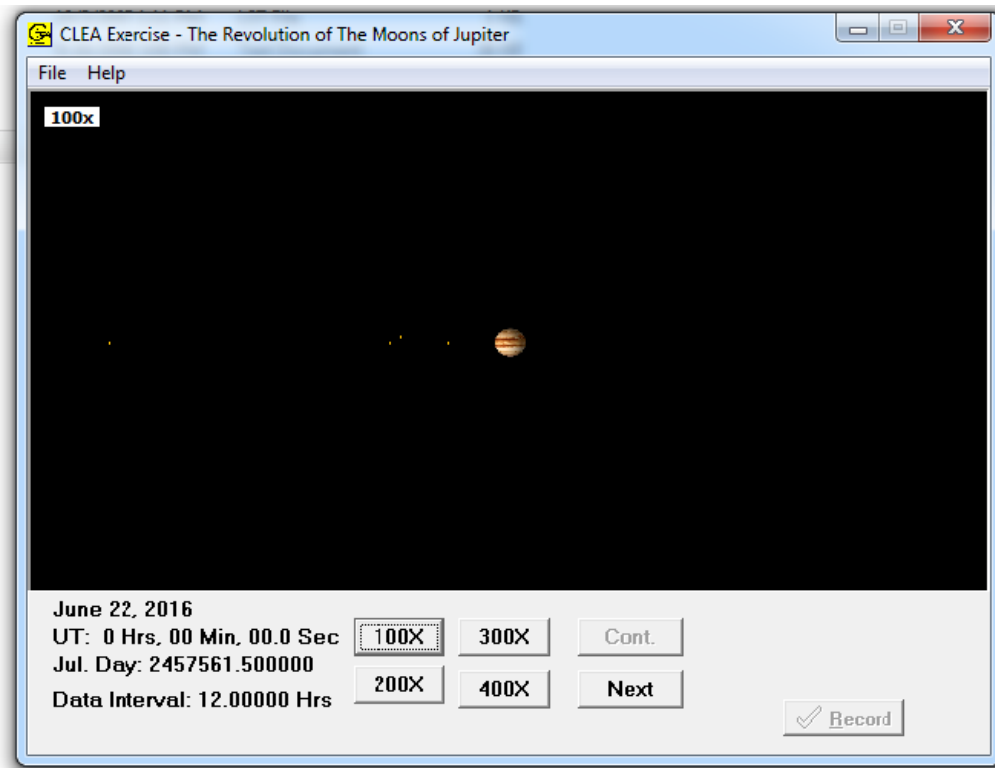 CLEA Exercise - The Revolution of The Moons of Jupiter
File Help
100x
June 22, 2016
UT: 0 Hrs, 00 Min, 00.0 Sec
Jul. Day: 2457561.500000
Data Interval: 12.00000 Hrs
100X 300X Cont.
200X 400X Next
Record